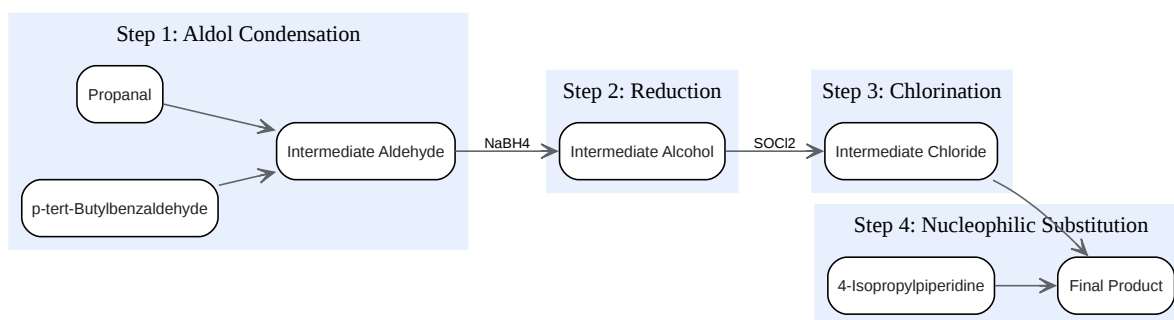 Step 1: Aldol Condensation
Propanal
p-tert-Butylbenzaldehyde
Intermediate Aldehyde
NaBH4
Step 2: Reduction
Intermediate Alcohol
SOCl2
Step 3: Chlorination
Intermediate Chloride
Step 4: Nucleophilic Substitution
4-Isopropylpiperidine
Final Product